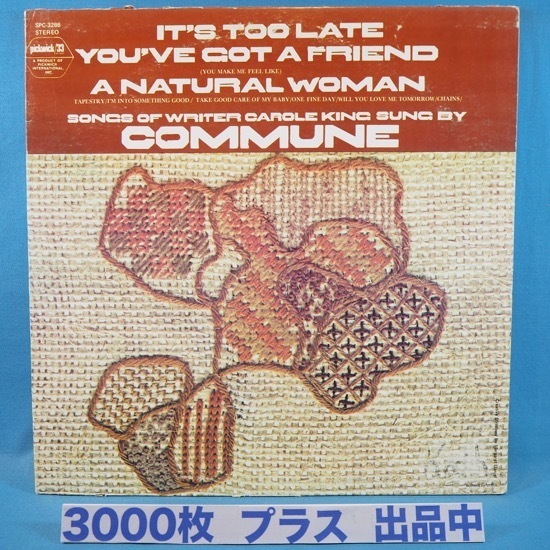 SPC-3286
STEREO
pickwick/33
A PRODUCT OF
PICKWICK
INTERNATIONAL,
INC.
IT'S TOO LATE
YOU'VE GOT A FRIEND
(YOU MAKE ME FEEL LIKE)
A NATURAL WOMAN
TAPESTRY/I'M INTO SOMETHING GOOD/ TAKE GOOD CARE OF MY BABY/ONE FINE DAY/WILL YOU LOVE ME TOMORROW/CHAINS/
SONGS OF WRITER CAROLE KING SUNG BY
COMMUNE
3000枚 プラス 出品中